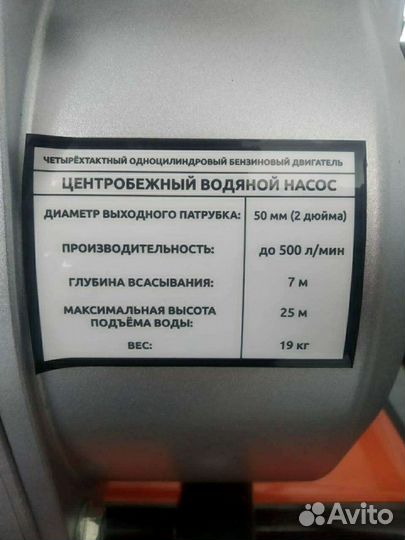 ЧЕТЫРЁХТАКТНЫЙ ОДНОЦИЛИНДРОВЫЙ БЕНЗИНОВЫЙ ДВИГАТЕЛЬ
ЦЕНТРОБЕЖНЫЙ ВОДЯНОЙ НАСОС
ДИАМЕТР ВЫХОДНОГО ПАТРУБКА: 50 мм (2 дюйма)
ПРОИЗВОДИТЕЛЬНОСТЬ: до 500 л/мин
ГЛУБИНА ВСАСЫВАНИЯ: 7 м
МАКСИМАЛЬНАЯ ВЫСОТА
ПОДЪЁМА ВОДЫ: 25 м
ВЕС: 19 кг
Avito